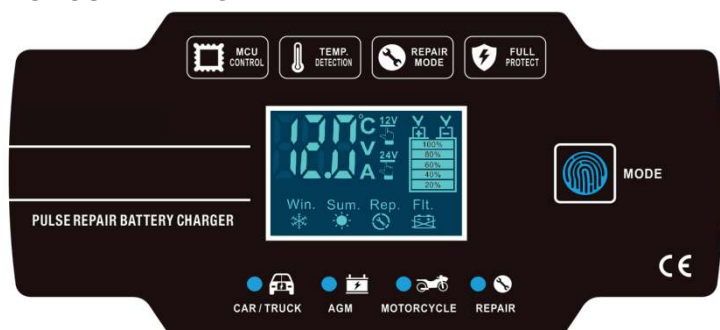 MCU
CONTROL
TEMP.
DETECTION
REPAIR
MODE
FULL
PROTECT
12.0
°C
V
A
12V
24V
100%
80%
60%
40%
20%
Win. Sum. Rep. Flt.
MODE
PULSE REPAIR BATTERY CHARGER
CE
CAR/TRUCK AGM MOTORCYCLE REPAIR